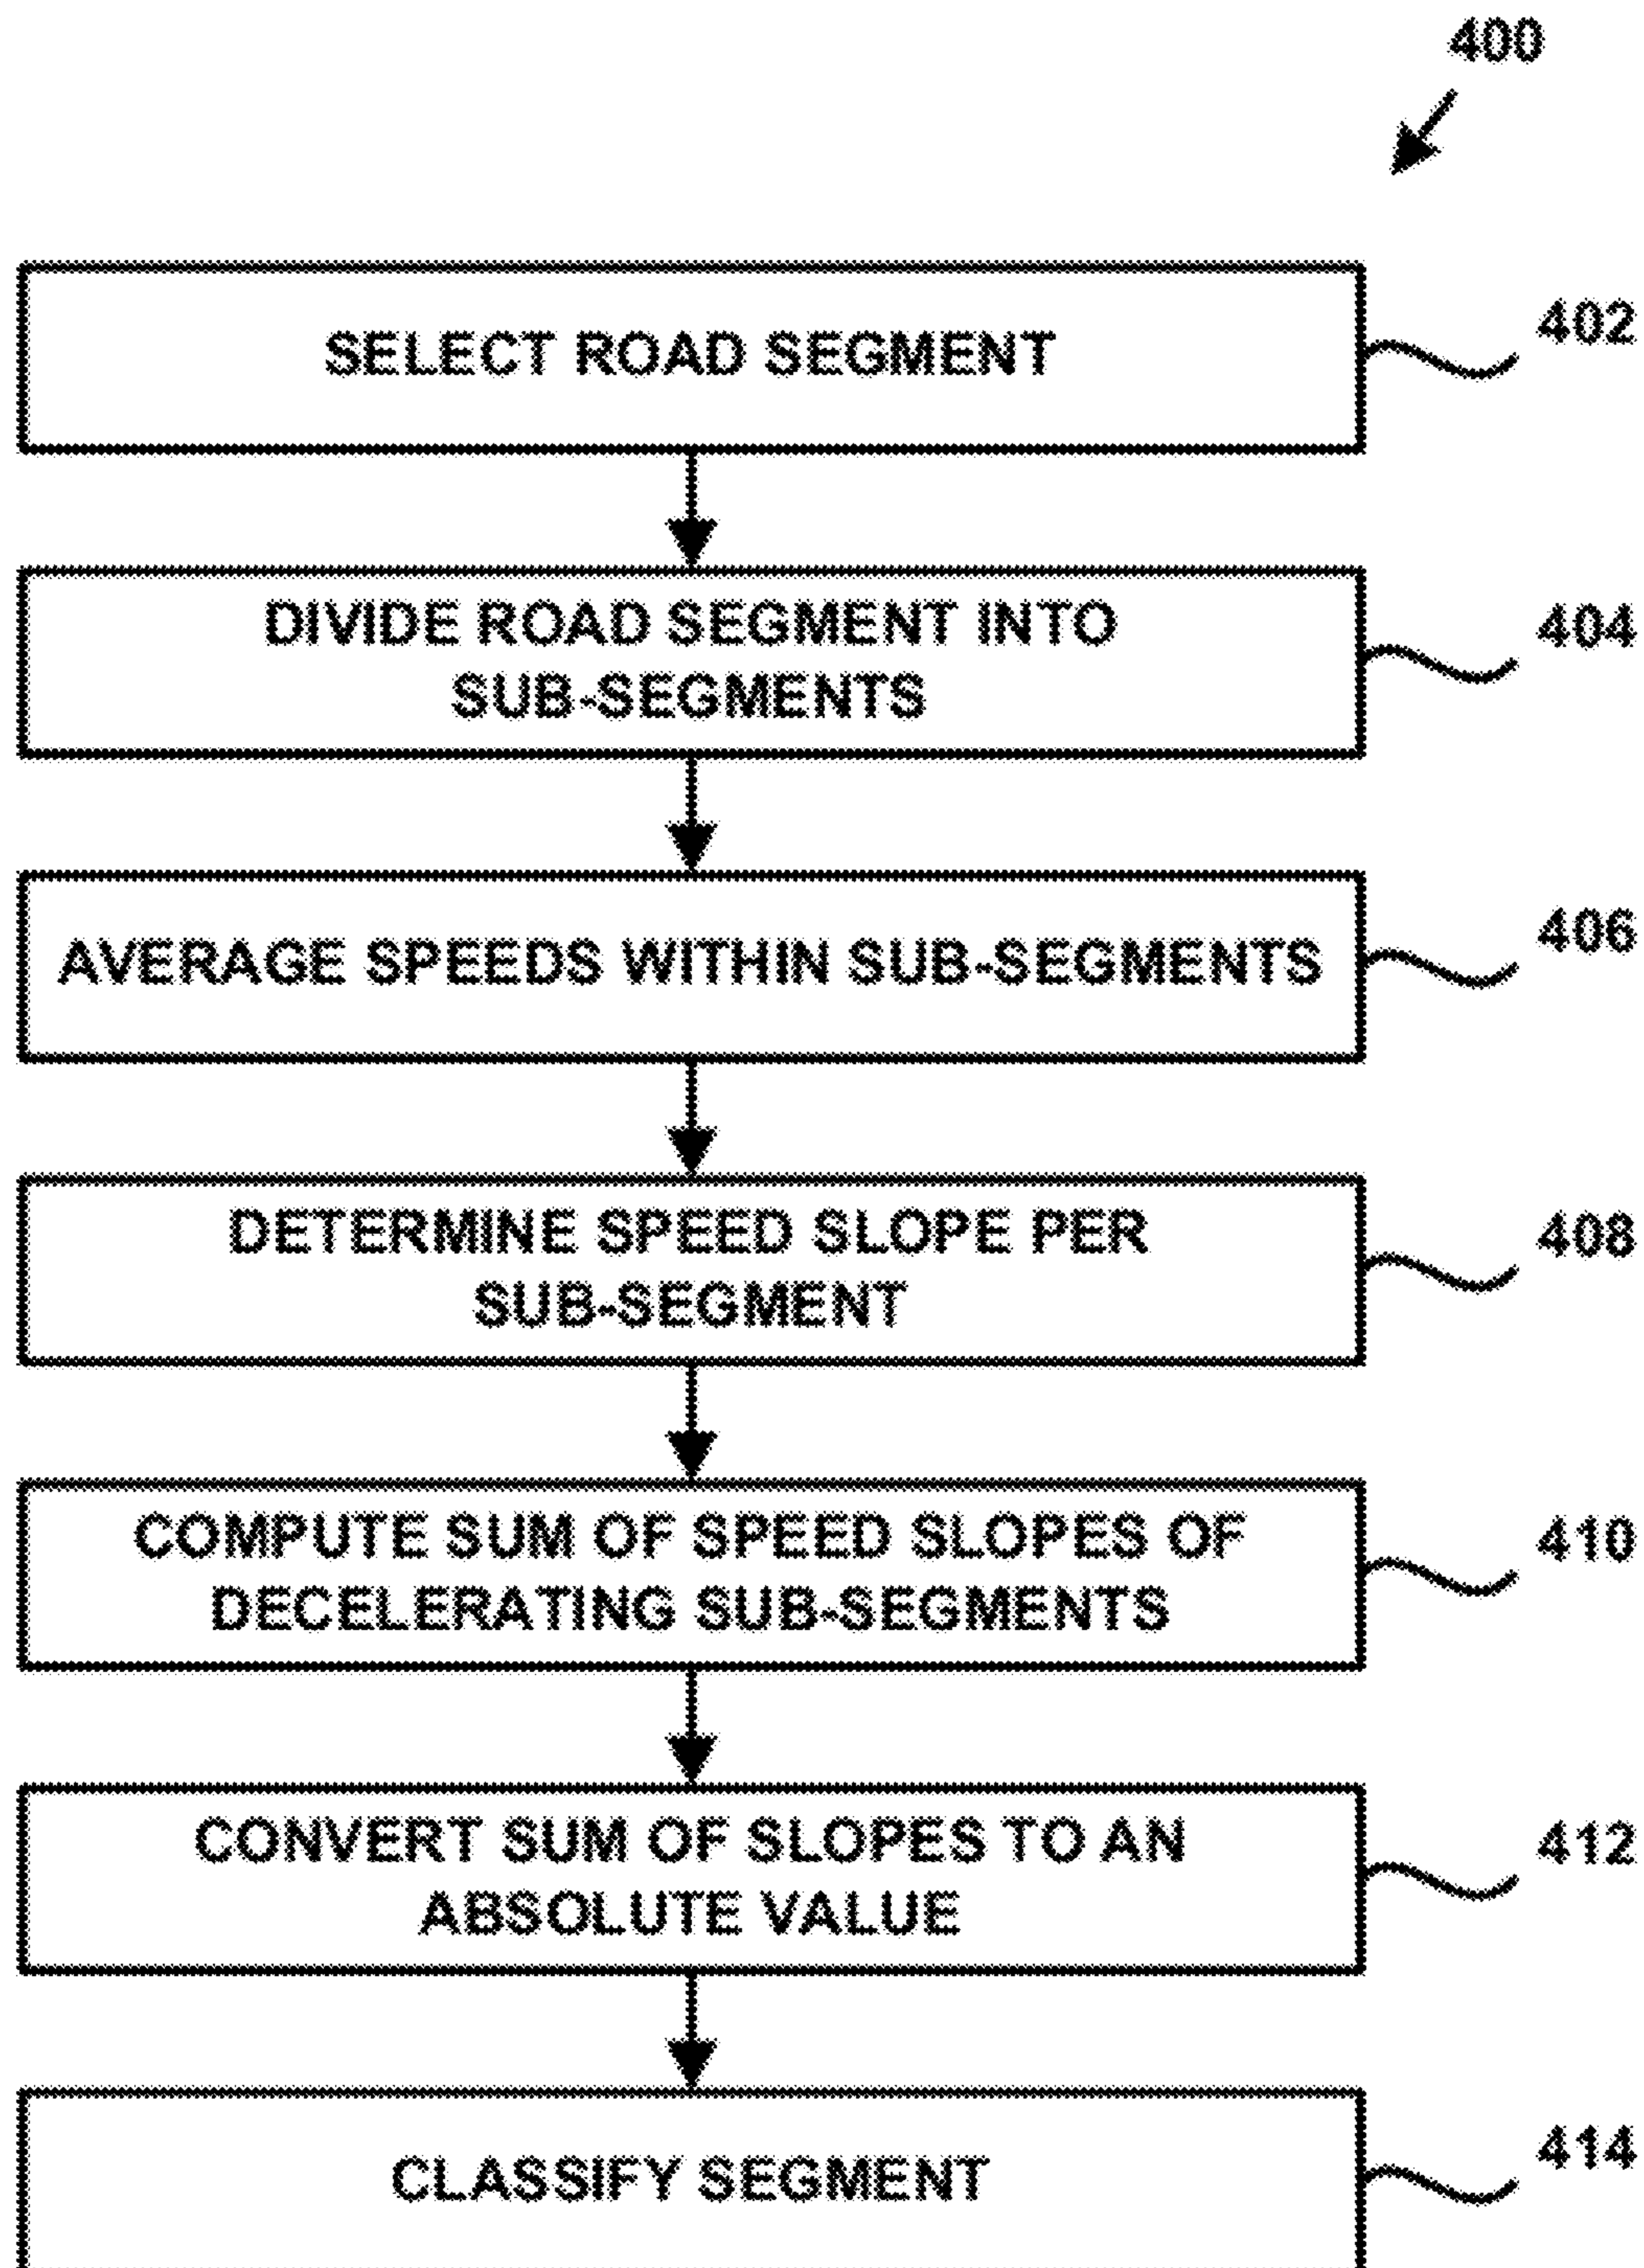 400
SELECT ROAD SEGMENT
402
DIVIDE ROAD SEGMENT INTO
SUB-SEGMENTS
404
AVERAGE SPEEDS WITHIN SUB-SEGMENTS
406
DETERMINE SPEED SLOPE PER
SUB-SEGMENT
408
COMPUTE SUM OF SPEED SLOPES OF
DECELERATING SUB-SEGMENTS
410
CONVERT SUM OF SLOPES TO AN
ABSOLUTE VALUE
412
CLASSIFY SEGMENT
414